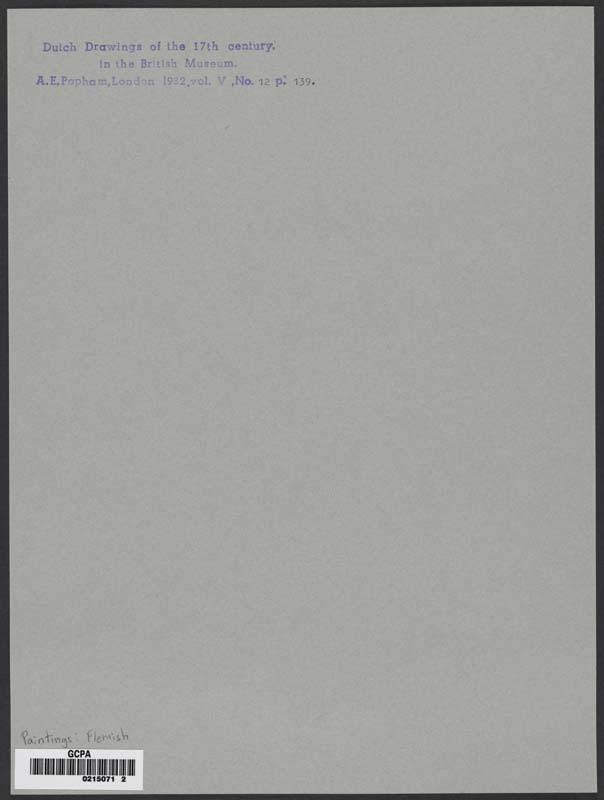 Dutch Drawings of the 17th century.
in the British Museum.
A.E.Popham,London 1932,vol. V ,No. 12 p. 139.
Paintings: Flemish
GCPA
0215071 2